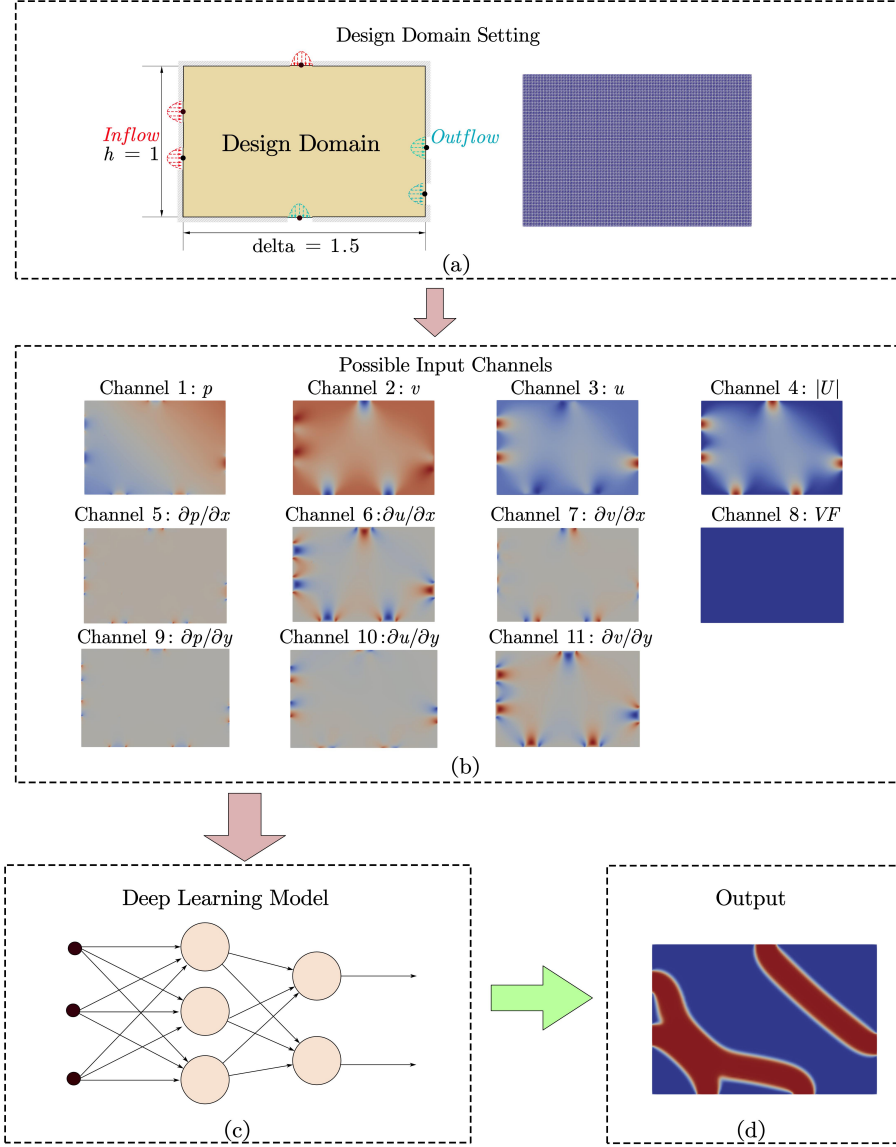 Design Domain Setting
Inflow
h = 1
Design Domain
Outflow
delta = 1.5
(a)
Possible Input Channels
Channel 1: p
Channel 2: v
Channel 3: u
Channel 4: |U|
Channel 5: ∂p/∂x
Channel 6:∂u/∂x
Channel 7: ∂v/∂x
Channel 8: VF
Channel 9: ∂p/∂y
Channel 10:∂u/∂y
Channel 11: ∂v/∂y
(b)
Deep Learning Model
(c)
Output
(d)